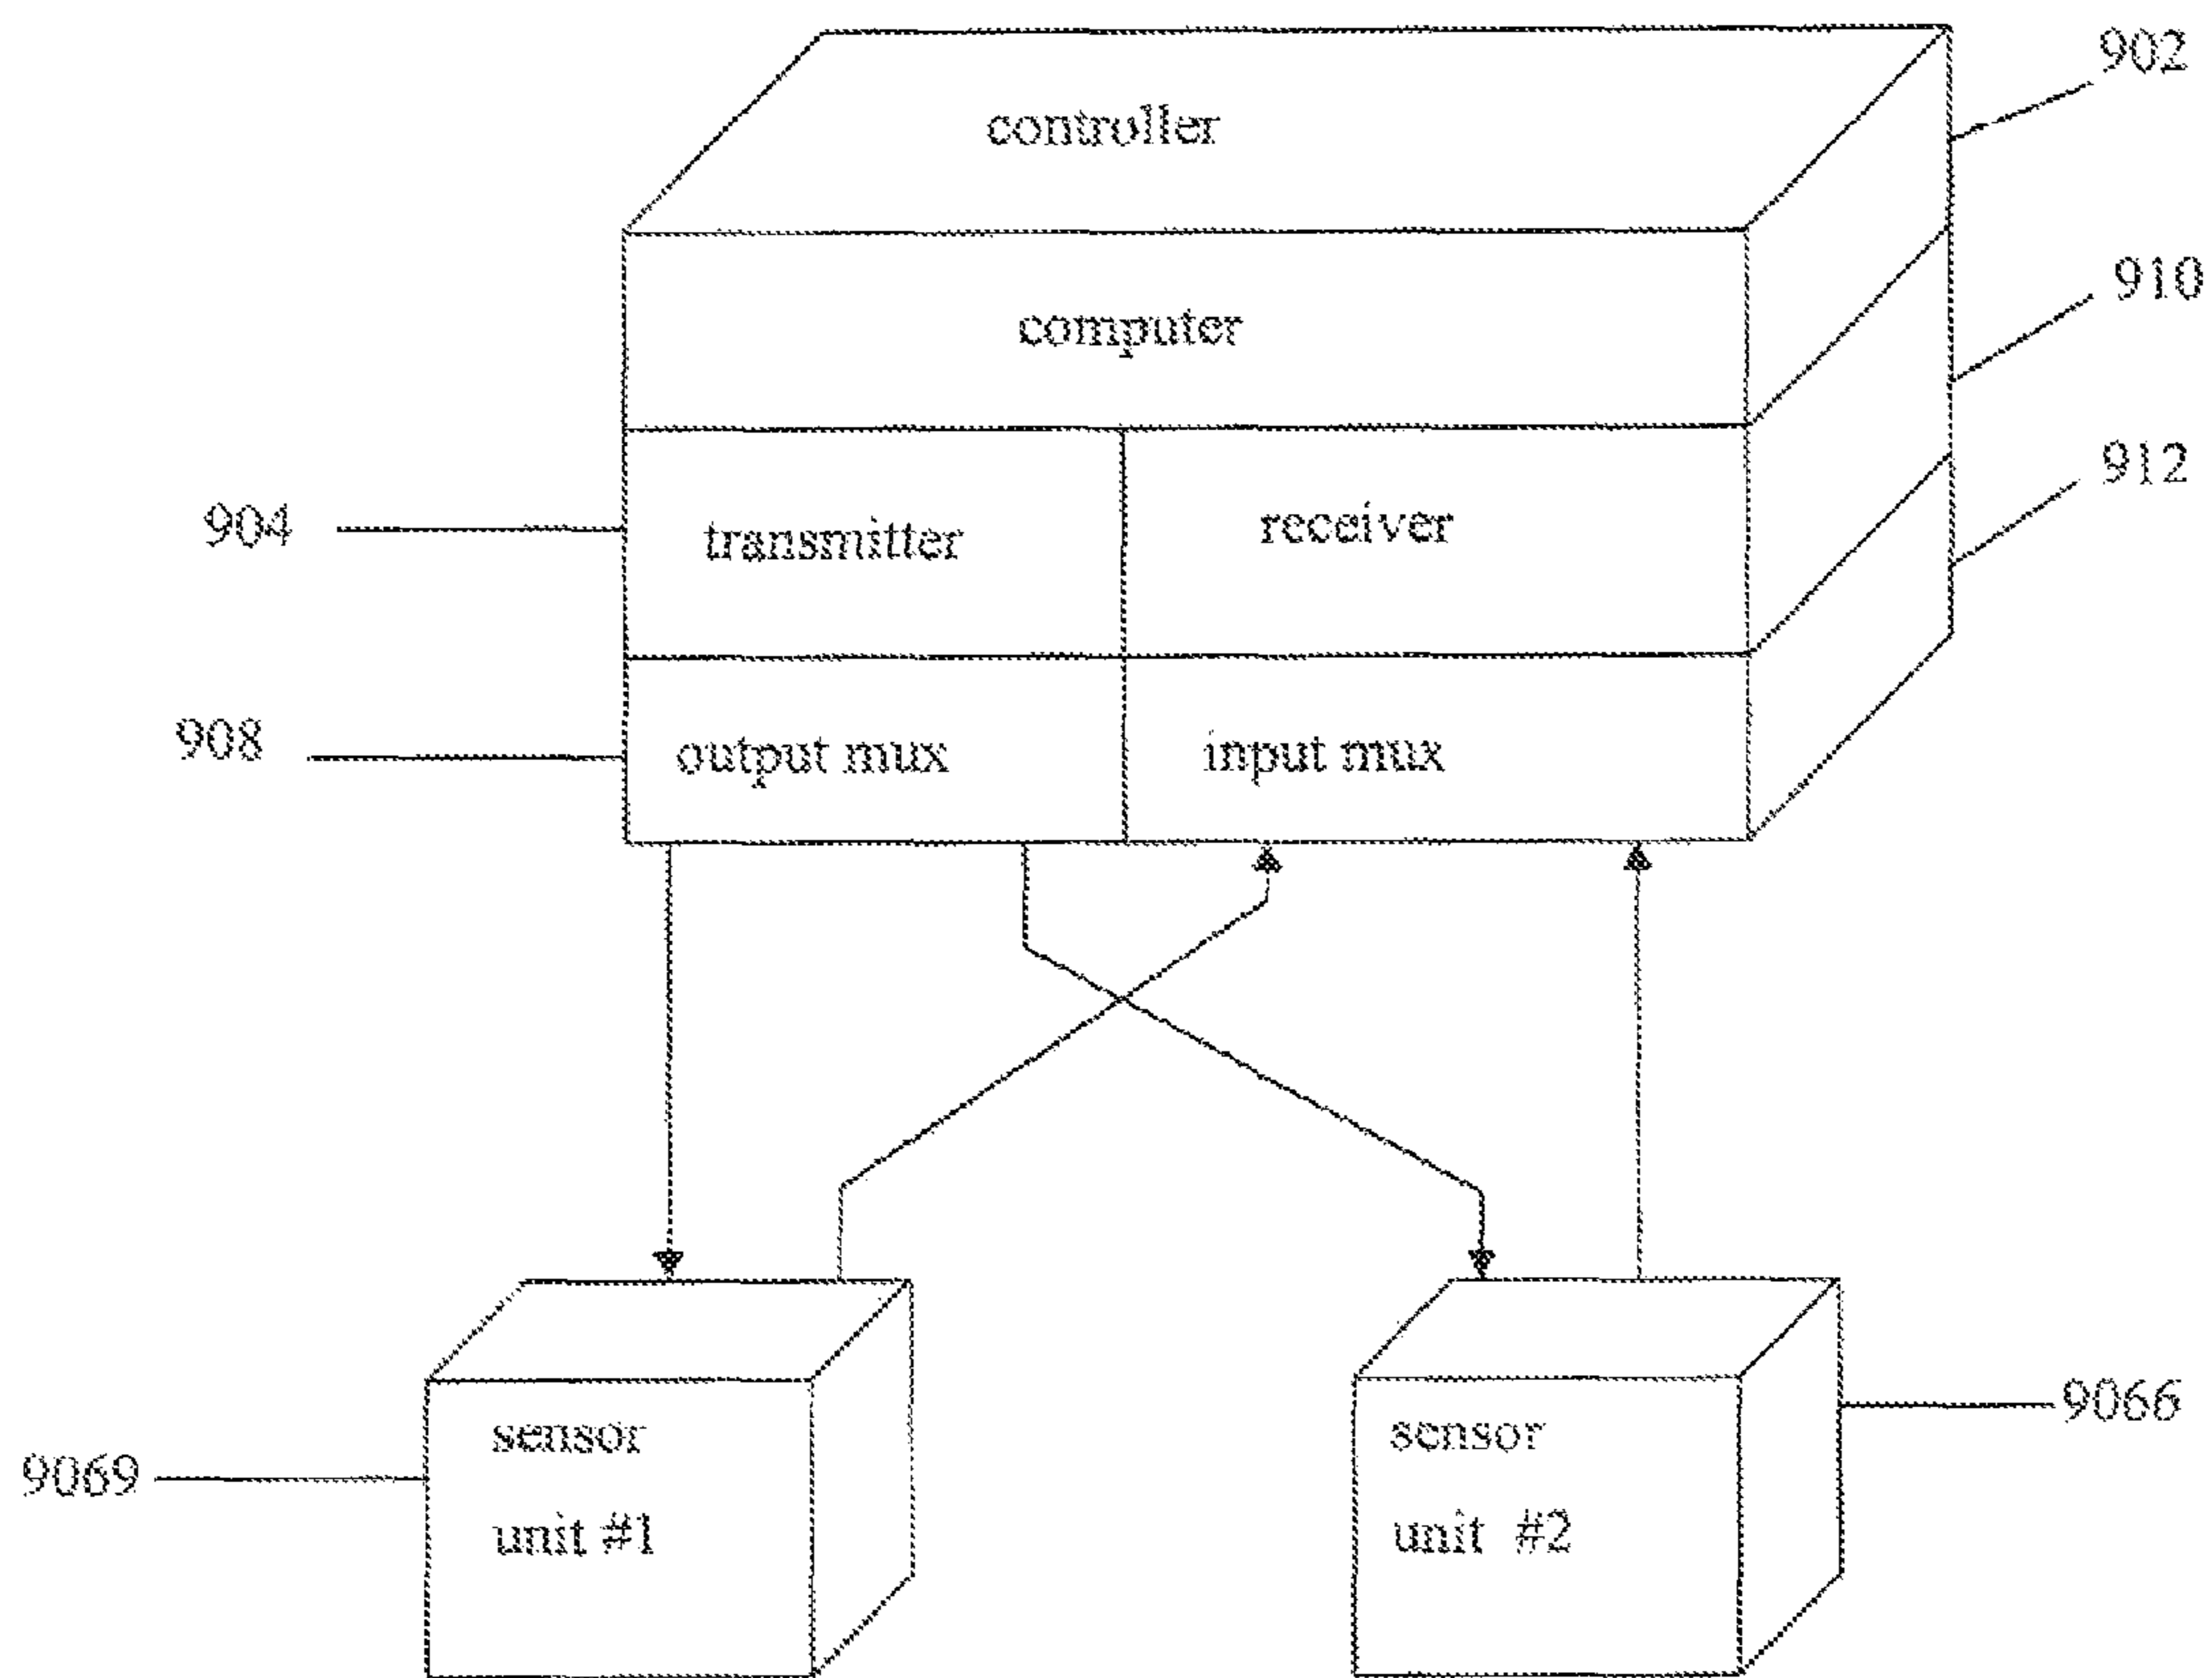 902
controller
910
computer
912
904
transmitter
receiver
908
output mux
input mux
9066
sensor
unit #1
sensor
unit #2
9069